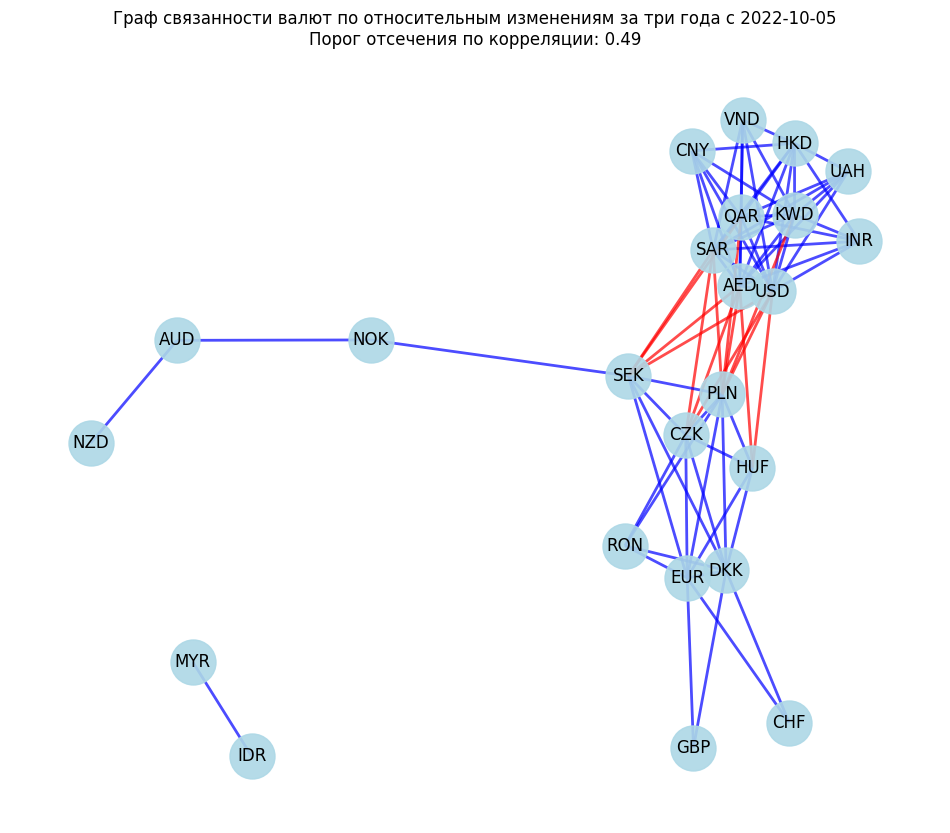 Граф связанности валют по относительным изменениям за три года с 2022-10-05
Порог отсечения по корреляции: 0.49
VND
HKD
CNY
UAH
QAR
KWD
INR
SAR
AED
USD
AUD
NOK
SEK
PLN
CZK
NZD
HUF
RON
EUR
DKK
MYR
CHF
GBP
IDR